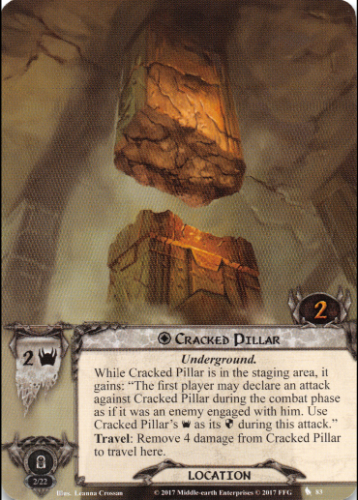 2
2
CRACKED PILLAR
Underground.
While Cracked Pillar is in the staging area, it
gains: “The first player may declare an attack
against Cracked Pillar during the combat phase
as if it was an enemy engaged with him. Use
Cracked Pillar’s as its during this attack.”
Travel: Remove 4 damage from Cracked Pillar
to travel here.
2/22
LOCATION
Illus. Leanna Crossan
© 2017 Middle-earth Enterprises © 2017 FFG
83